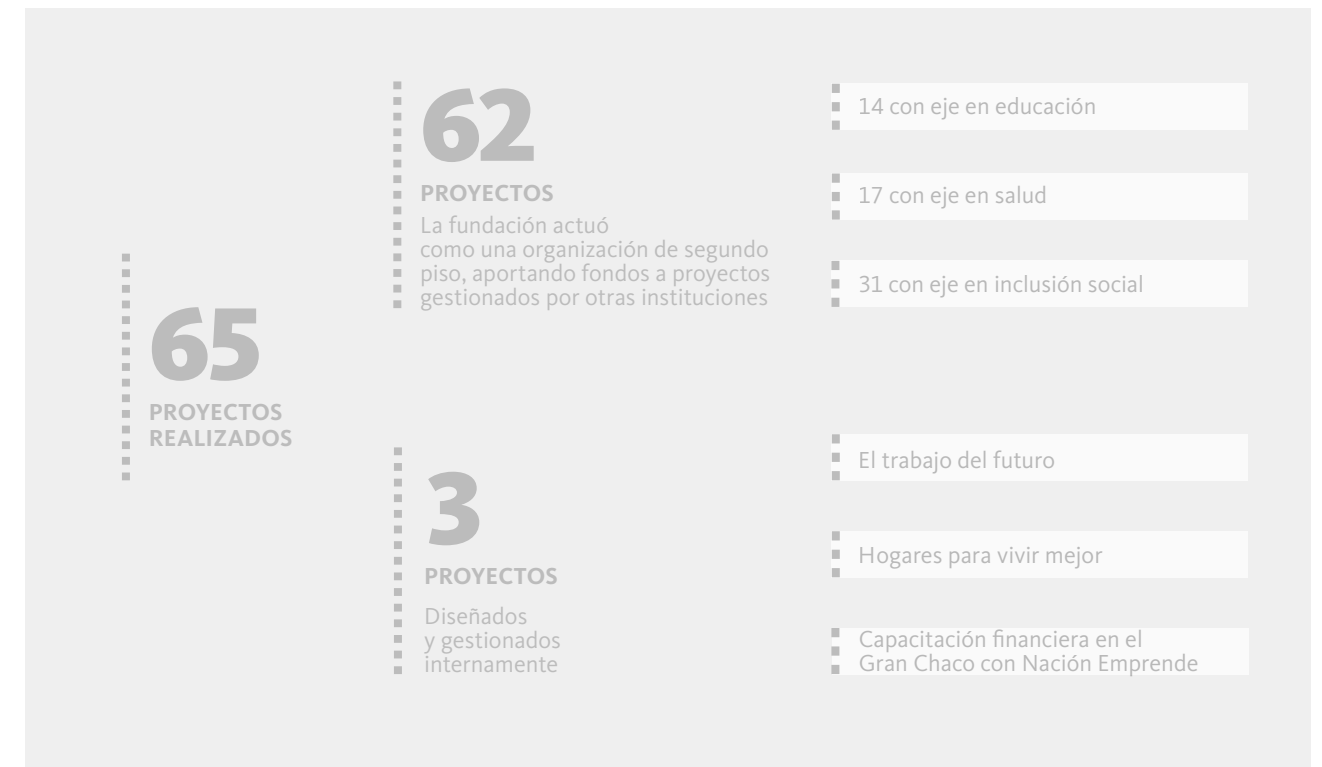 65
PROYECTOS
REALIZADOS
62
PROYECTOS
La fundación actuó
como una organización de segundo
piso, aportando fondos a proyectos
gestionados por otras instituciones
14 con eje en educación
17 con eje en salud
31 con eje en inclusión social
3
PROYECTOS
Diseñados
y gestionados
internamente
El trabajo del futuro
Hogares para vivir mejor
Capacitación financiera en el
Gran Chaco con Nación Emprende